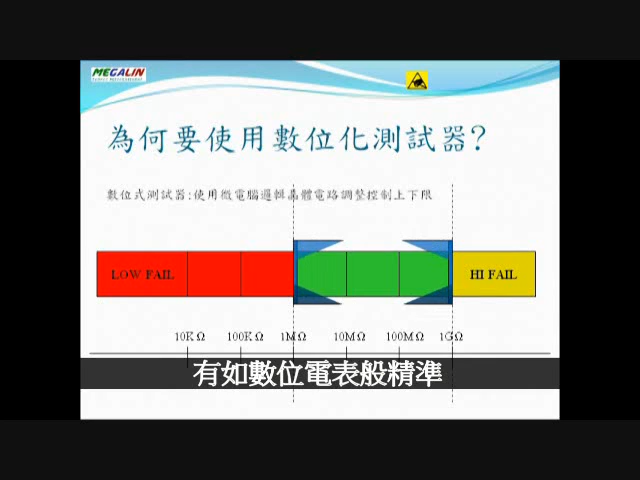 MEGALIN
為何要使用數位化測試器?
數位式測試器:使用微電腦邏輯晶體電路調整控制上下限
LOW FAIL
HI FAIL
10KΩ 100KΩ 1MΩ 10MΩ 100MΩ 1GΩ
有如數位電表般精準